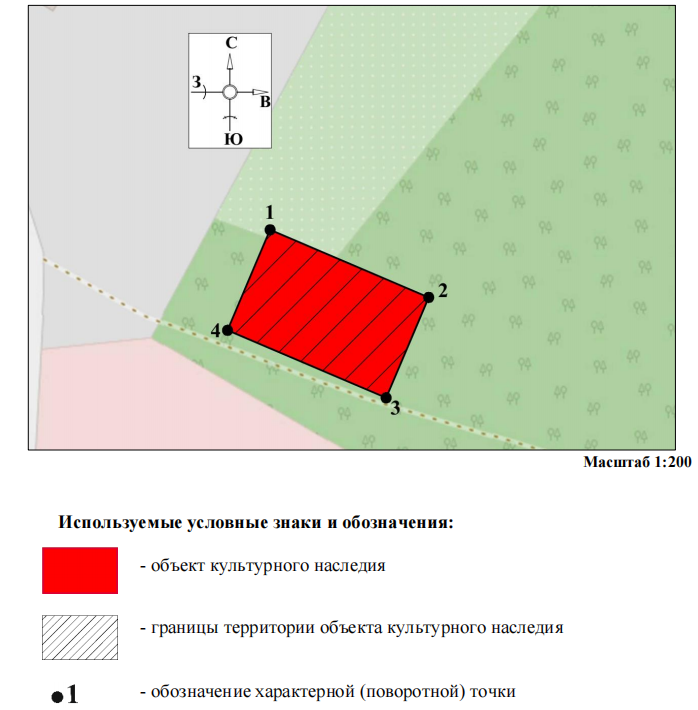 С
З
В
Ю
1
2
4
3
Масштаб 1:200
Используемые условные знаки и обозначения:
- объект культурного наследия
- границы территории объекта культурного наследия
1 - обозначение характерной (поворотной) точки